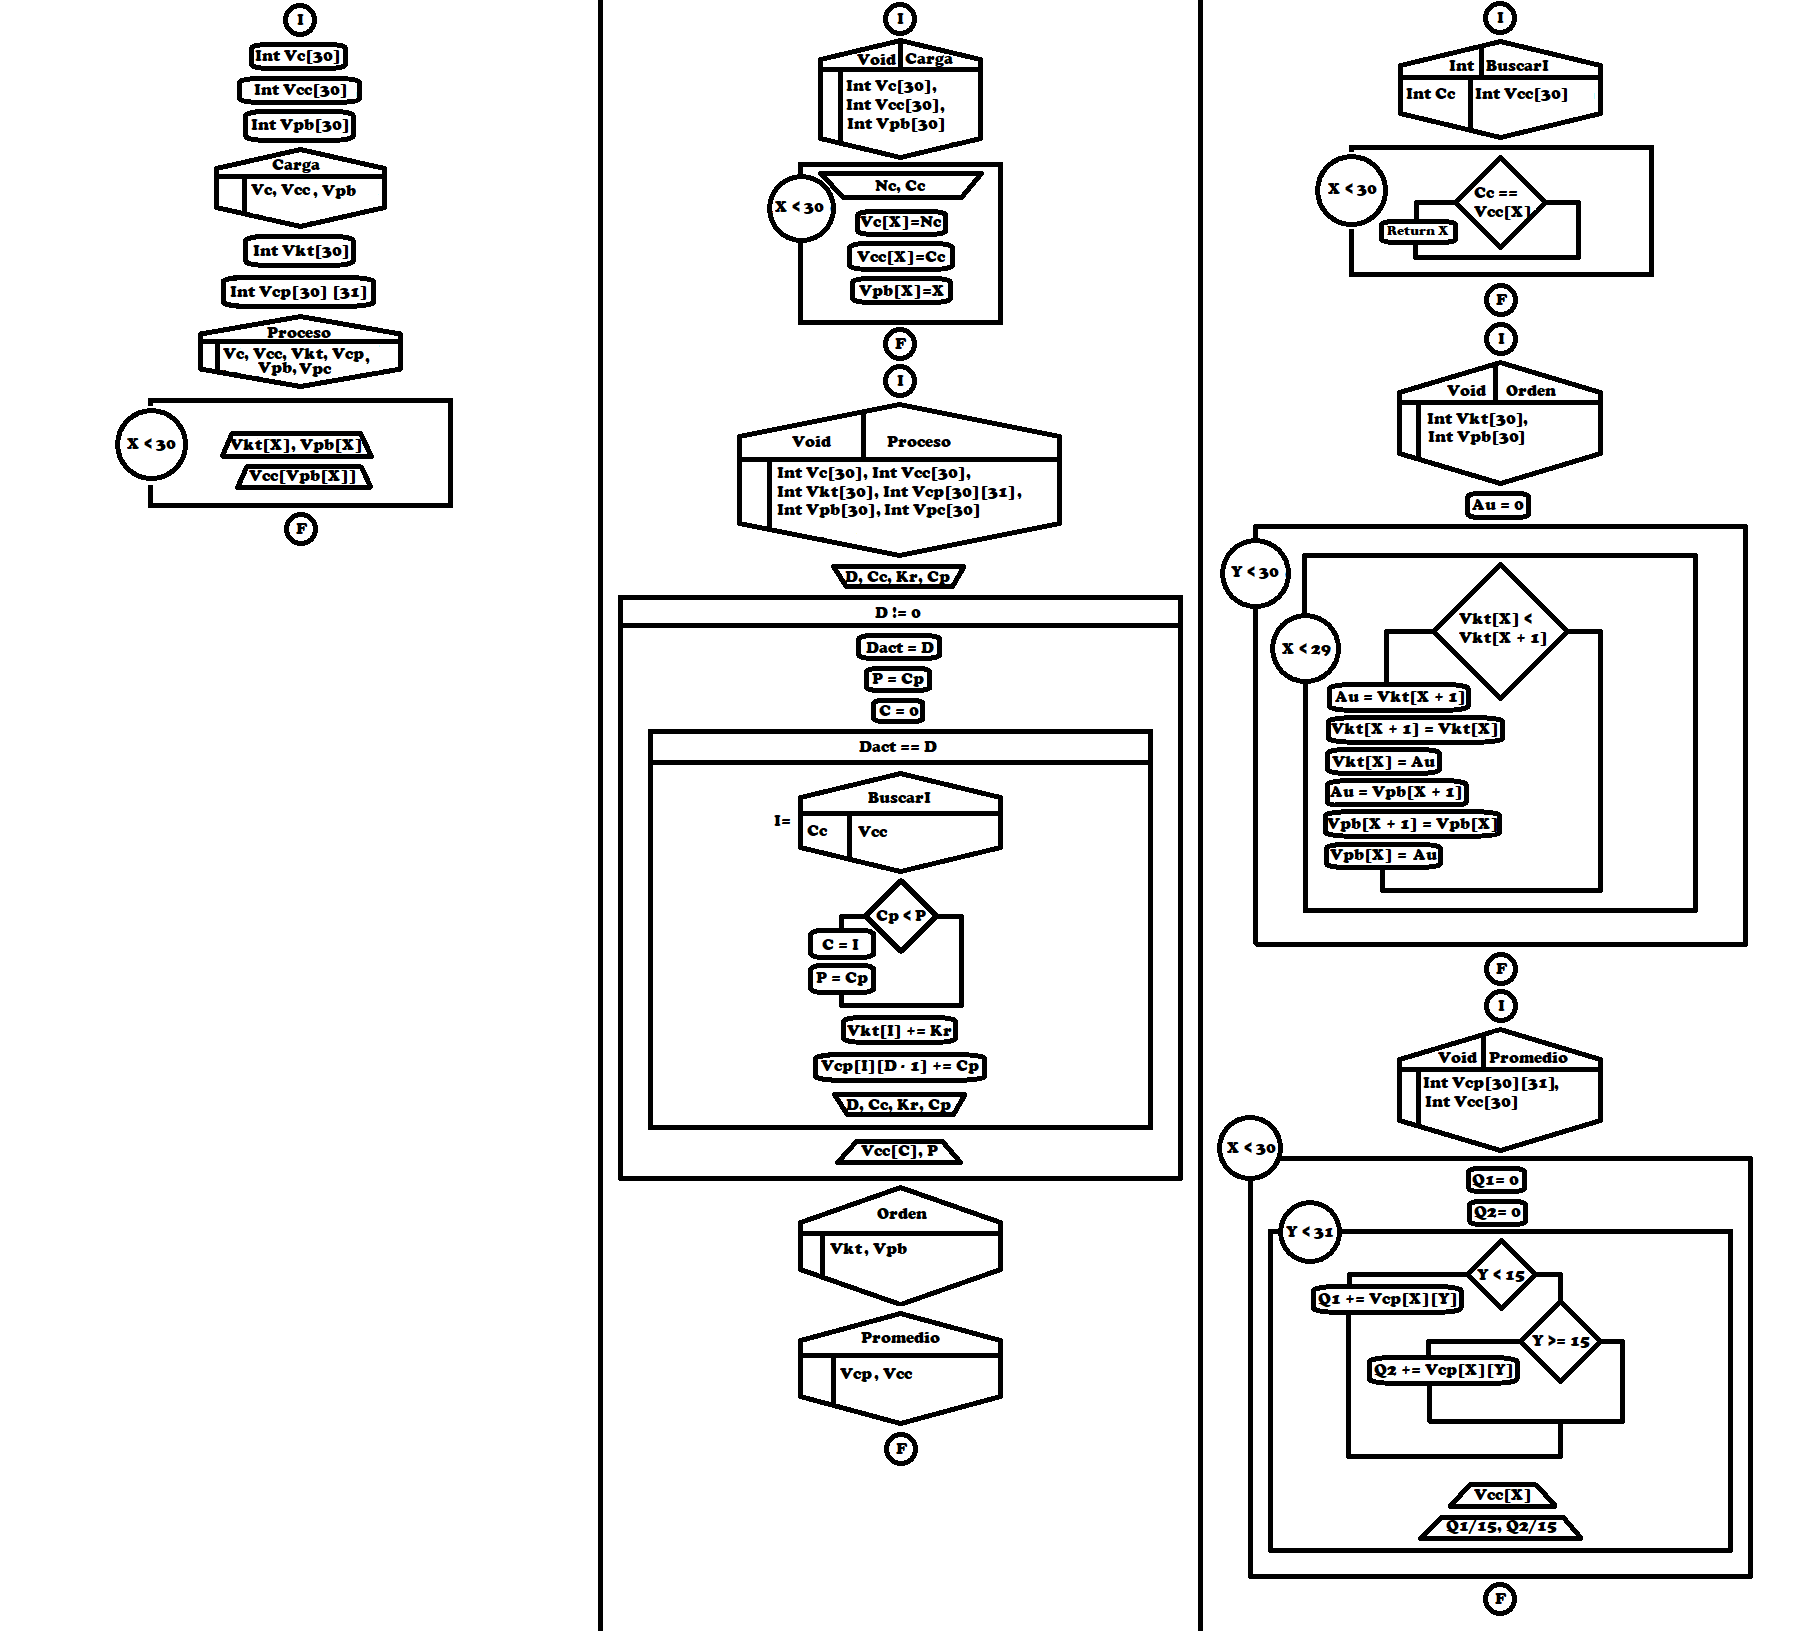 I
Int Vc[30]
Int Vcc[30]
Int Vpb[30]
Carga
Vc, Vcc, Vpb
Int Vkt[30]
Int Vcp[30] [31]
Proceso
Vc, Vcc, Vkt, Vcp,
Vpb, Vpc
X < 30
Vkt[X], Vpb[X]
Vcc[Vpb[X]]
F
I
Void Carga
Int Vc[30],
Int Vcc[30],
Int Vpb[30]
X < 30
Nc, Cc
Vc[X]=Nc
Vcc[X]=Cc
Vpb[X]=X
F
I
Void Proceso
Int Vc[30], Int Vcc[30],
Int Vkt[30], Int Vcp[30][31],
Int Vpb[30], Int Vpc[30]
D, Cc, Kr, Cp
D != 0
Dact = D
P = Cp
C = 0
Dact == D
BuscarI
I=
Cc Vcc
Cp < P
C = I
P = Cp
Vkt[I] += Kr
Vcp[I][D - 1] += Cp
D, Cc, Kr, Cp
Vcc[C], P
Orden
Vkt, Vpb
Promedio
Vcp, Vcc
F
I
Int BuscarI
Int Cc Int Vcc[30]
X < 30
Cc ==
Vcc[X]
Return X
F
I
Void Orden
Int Vkt[30],
Int Vpb[30]
Au = 0
Y < 30
X < 29
Vkt[X] <
Vkt[X + 1]
Au = Vkt[X + 1]
Vkt[X + 1] = Vkt[X]
Vkt[X] = Au
Au = Vpb[X + 1]
Vpb[X + 1] = Vpb[X]
Vpb[X] = Au
F
I
Void Promedio
Int Vcp[30][31],
Int Vcc[30]
X < 30
Q1= 0
Q2= 0
Y < 31
Y < 15
Q1 += Vcp[X][Y]
Y >= 15
Q2 += Vcp[X][Y]
Vcc[X]
Q1/15, Q2/15
F